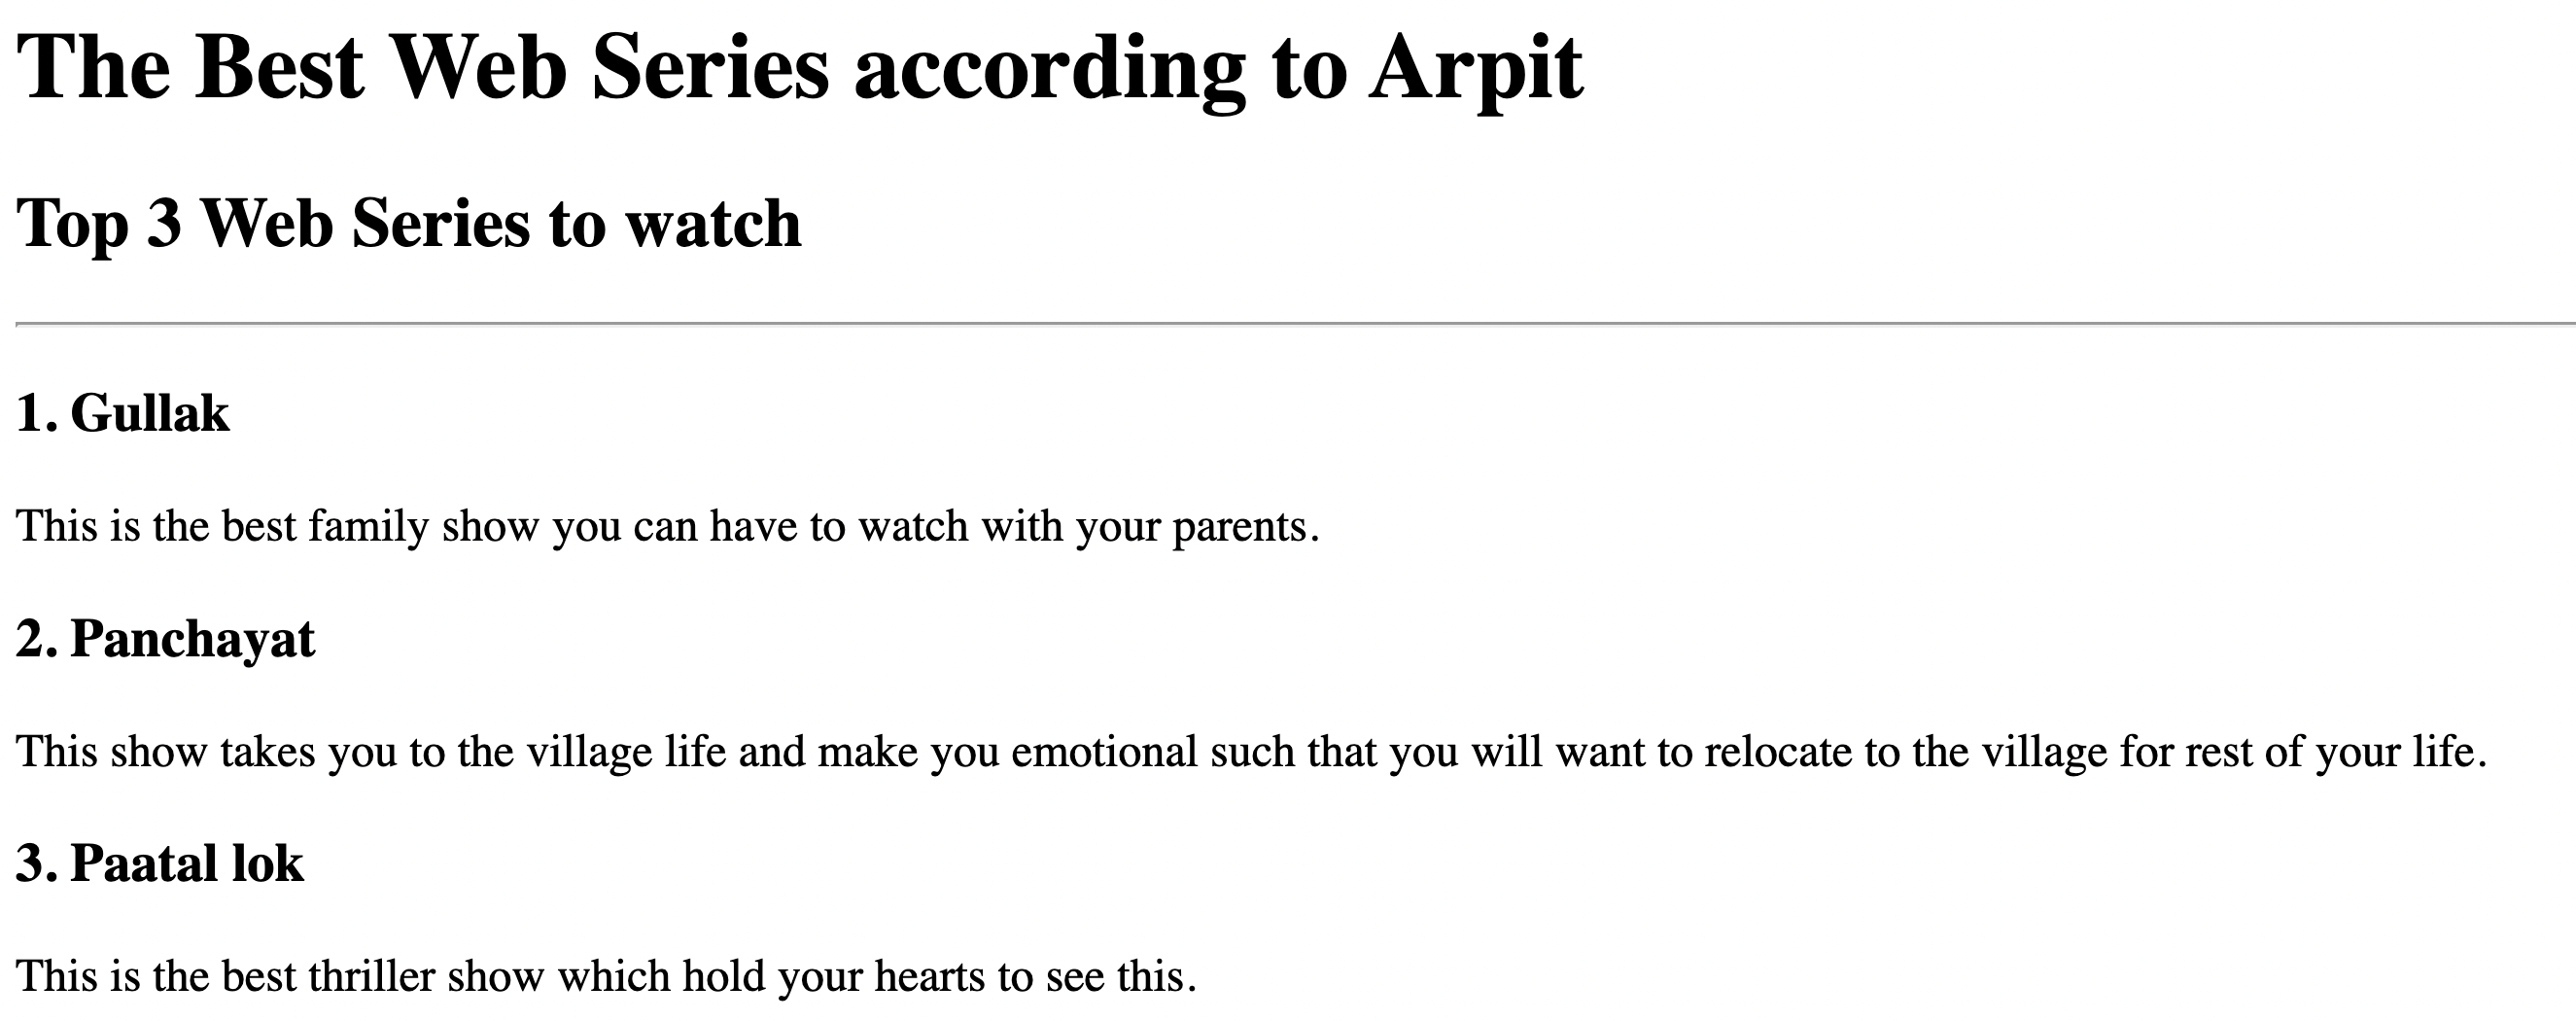 The Best Web Series according to Arpit
Top 3 Web Series to watch
1. Gullak
This is the best family show you can have to watch with your parents.
2. Panchayat
This show takes you to the village life and make you emotional such that you will want to relocate to the village for rest of your life.
3. Paatal lok
This is the best thriller show which hold your hearts to see this.